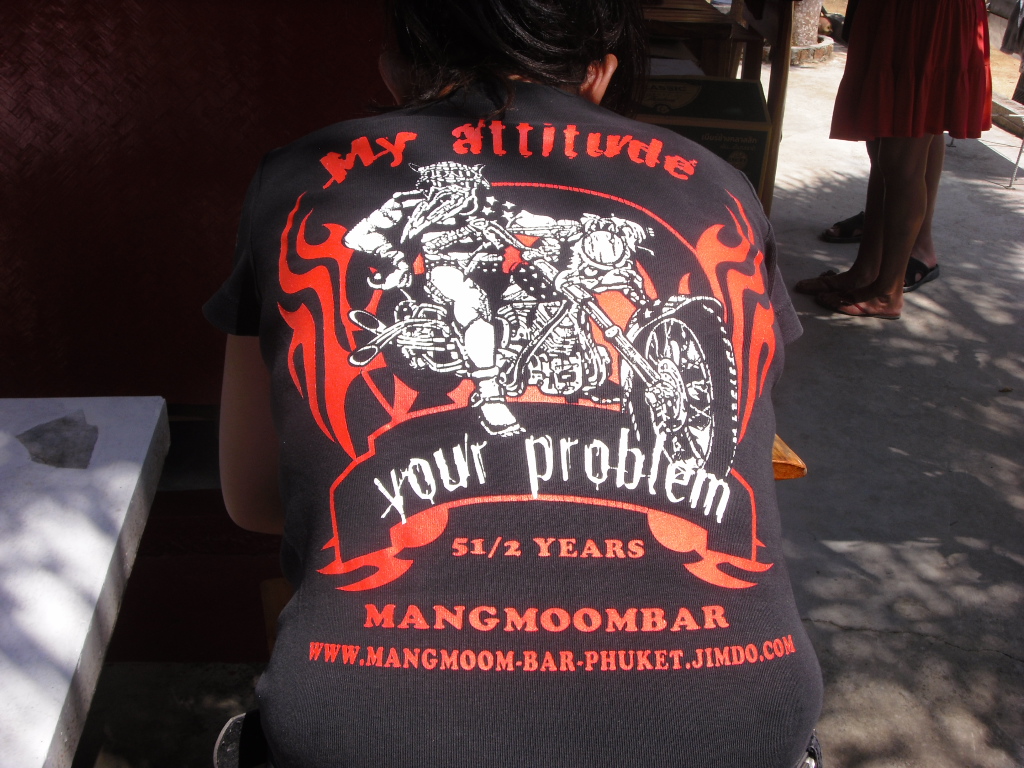 My attitude
your problem
51/2 YEARS
MANGMOOMBAR
WWW.MANGMOOM-BAR-PHUKET.JIMDO.COM